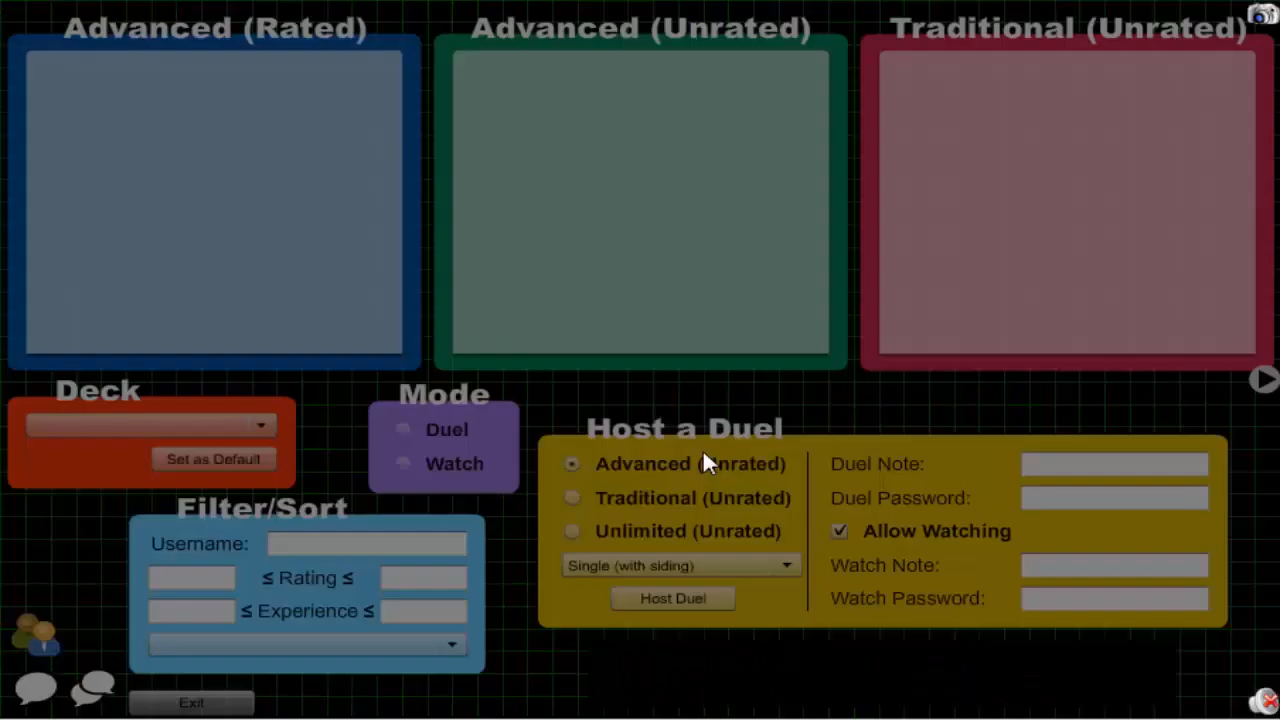 Advanced (Rated)
Advanced (Unrated)
Traditional (Unrated)
Deck
Set as Default
Mode
Duel
Watch
Filter/Sort
Username:
≤ Rating ≤
≤ Experience ≤
Exit
Host a Duel
Advanced (Unrated)
Traditional (Unrated)
Unlimited (Unrated)
Single (with siding)
Host Duel
Duel Note:
Duel Password:
Allow Watching
Watch Note:
Watch Password: